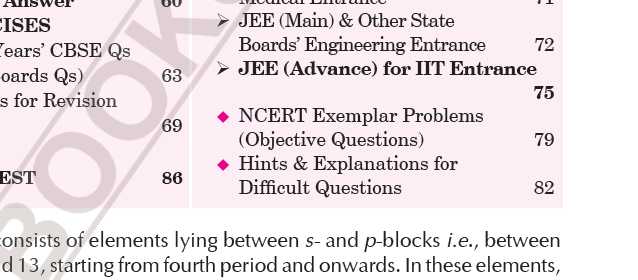 Answer 60
CISES
Years' CBSE Qs
oards Qs) 63
s for Revision
69
EST 86
Medical Entrance 71
➢ JEE (Main) & Other State
Boards' Engineering Entrance 72
➢ JEE (Advance) for IIT Entrance
75
◆ NCERT Exemplar Problems
(Objective Questions) 79
◆ Hints & Explanations for
Difficult Questions 82
BOOKS
consists of elements lying between s- and p-blocks i.e., between
d 13, starting from fourth period and onwards. In these elements,